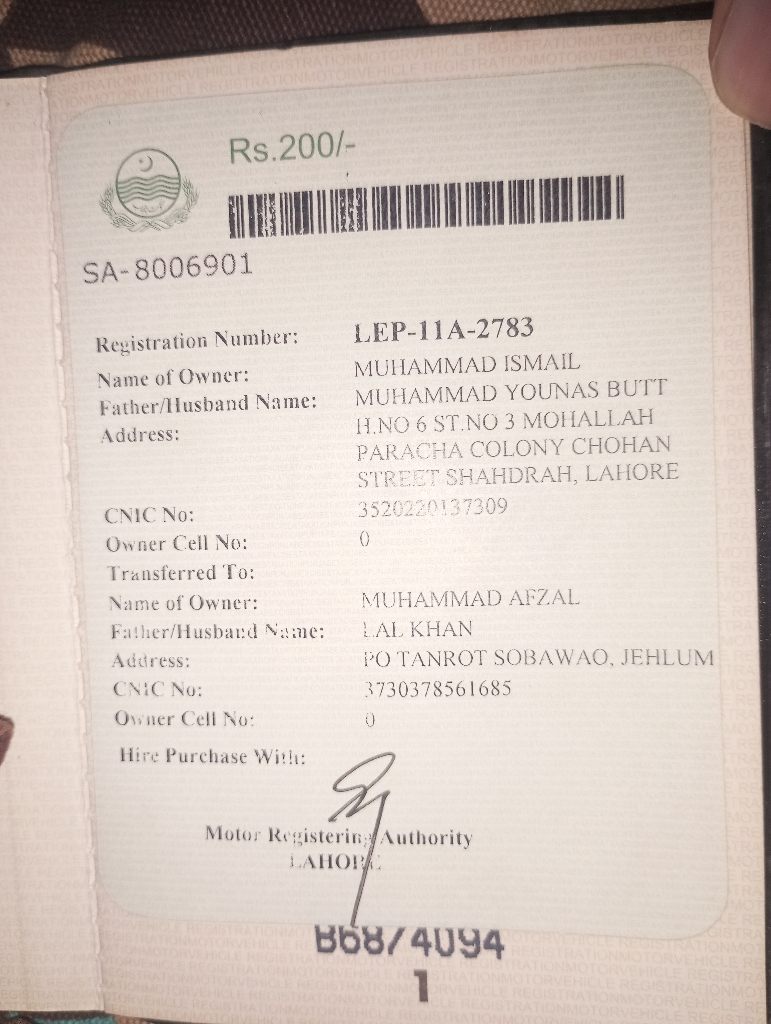 Rs.200/-
SA-8006901
Registration Number: LEP-11A-2783
Name of Owner: MUHAMMAD ISMAIL
Father/Husband Name: MUHAMMAD YOUNAS BUTT
Address: H.NO 6 ST.NO 3 MOHALLAH
PARACHA COLONY CHOHAN
STREET SHAHDRAH, LAHORE
CNIC No: 3520220137309
Owner Cell No: 0
Transferred To:
Name of Owner: MUHAMMAD AFZAL
Father/Husband Name: LAL KHAN
Address: PO TANROT SOBAWAO, JEHLUM
CNIC No: 3730378561685
Owner Cell No: 0
Hire Purchase With:
Motor Registering Authority
LAHORE
B6874094
1